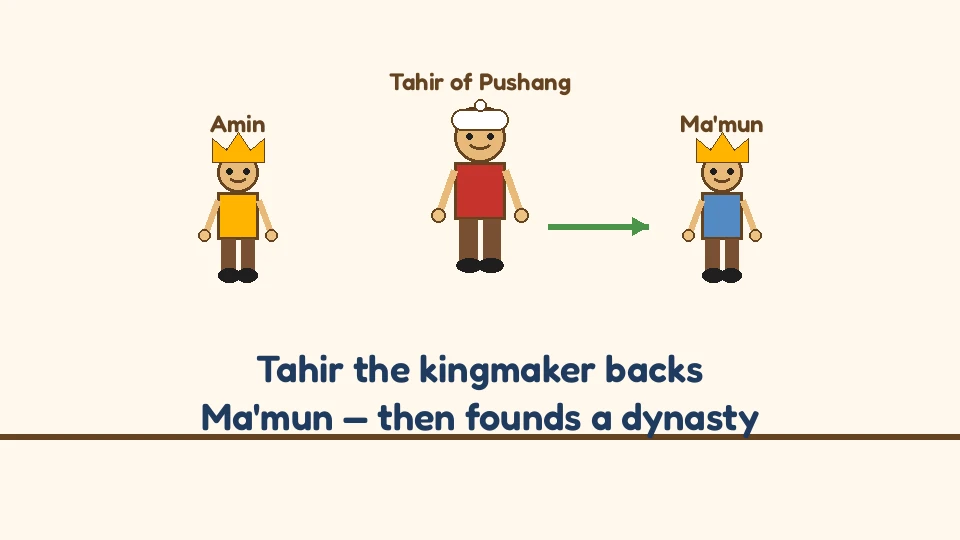 Tahir of Pushang
Amin
Ma'mun
Tahir the kingmaker backs
Ma'mun — then founds a dynasty